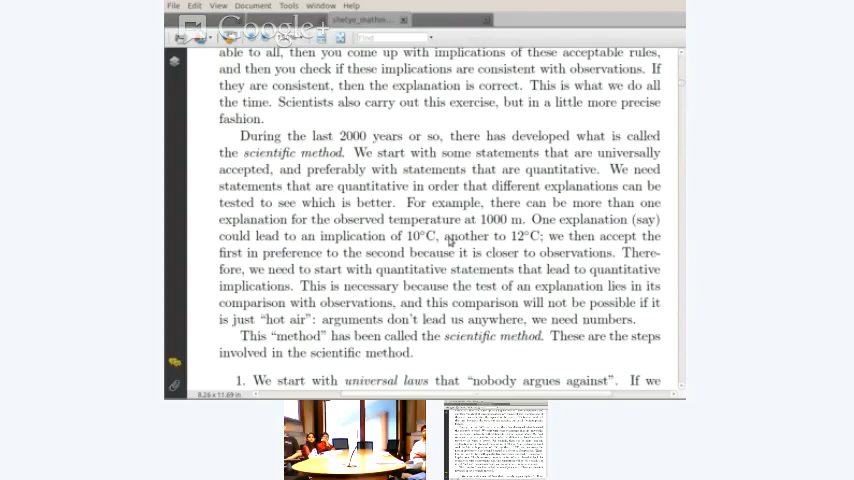 File Edit View Document Tools Window Help
shetye_mathm...
Google+
Find
able to all, then you come up with implications of these acceptable rules,
and then you check if these implications are consistent with observations. If
they are consistent, then the explanation is correct. This is what we do all
the time. Scientists also carry out this exercise, but in a little more precise
fashion.
During the last 2000 years or so, there has developed what is called
the scientific method. We start with some statements that are universally
accepted, and preferably with statements that are quantitative. We need
statements that are quantitative in order that different explanations can be
tested to see which is better. For example, there can be more than one
explanation for the observed temperature at 1000 m. One explanation (say)
could lead to an implication of 10°C, another to 12°C; we then accept the
first in preference to the second because it is closer to observations. There-
fore, we need to start with quantitative statements that lead to quantitative
implications. This is necessary because the test of an explanation lies in its
comparison with observations, and this comparison will not be possible if it
is just “hot air”: arguments don’t lead us anywhere, we need numbers.
This “method” has been called the scientific method. These are the steps
involved in the scientific method.
1. We start with universal laws that “nobody argues against”. If we
8.26 x 11.69 in